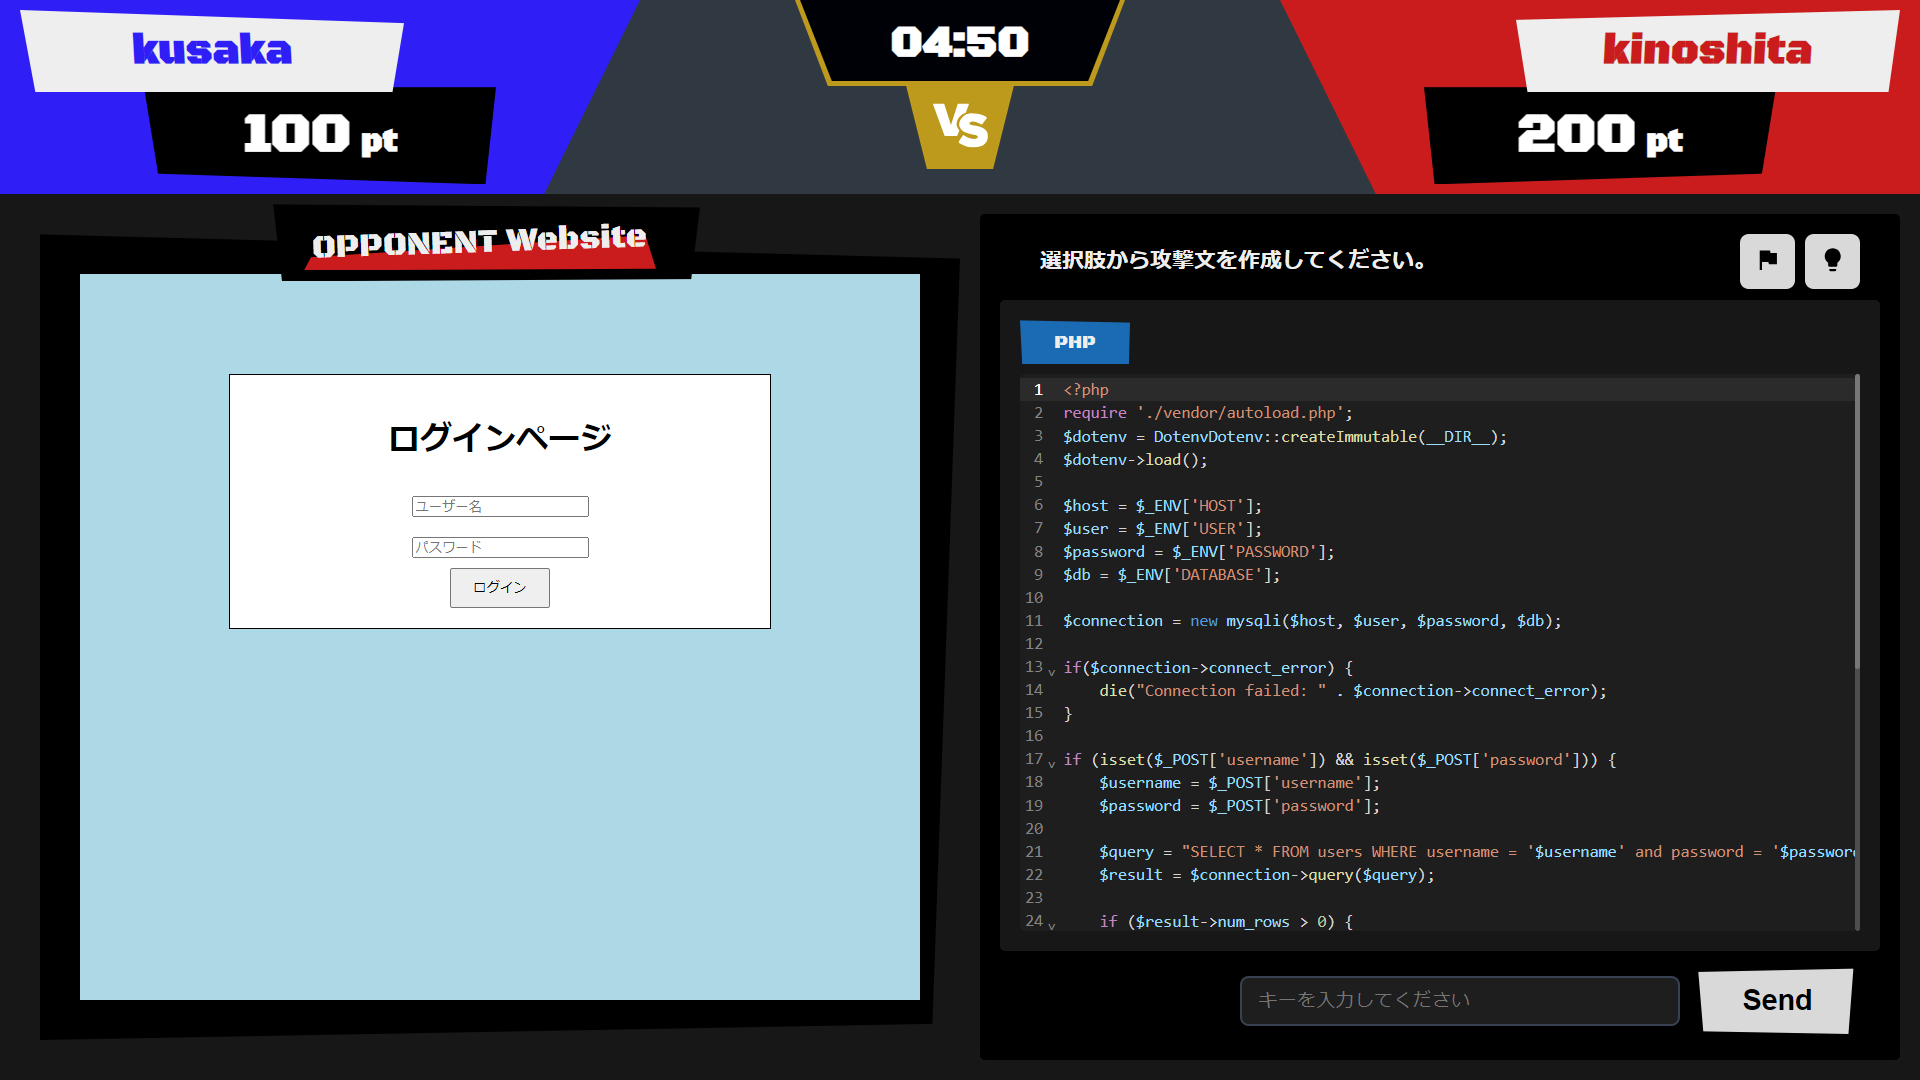 kusaka
100 pt
04:50
VS
kinoshita
200 pt
OPPONENT Website
ログインページ
ユーザー名
パスワード
ログイン
選択肢から攻撃文を作成してください。
PHP
1 <?php
2 require './vendor/autoload.php';
3 $dotenv = DotenvDotenv::createImmutable(__DIR__);
4 $dotenv->load();
5
6 $host = $_ENV['HOST'];
7 $user = $_ENV['USER'];
8 $password = $_ENV['PASSWORD'];
9 $db = $_ENV['DATABASE'];
10
11 $connection = new mysqli($host, $user, $password, $db);
12
13 if($connection->connect_error) {
14 die("Connection failed: " . $connection->connect_error);
15 }
16
17 if (isset($_POST['username']) && isset($_POST['password'])) {
18 $username = $_POST['username'];
19 $password = $_POST['password'];
20
21 $query = "SELECT * FROM users WHERE username = '$username' and password = '$passwor
22 $result = $connection->query($query);
23
24 if ($result->num_rows > 0) {
キーを入力してください
Send